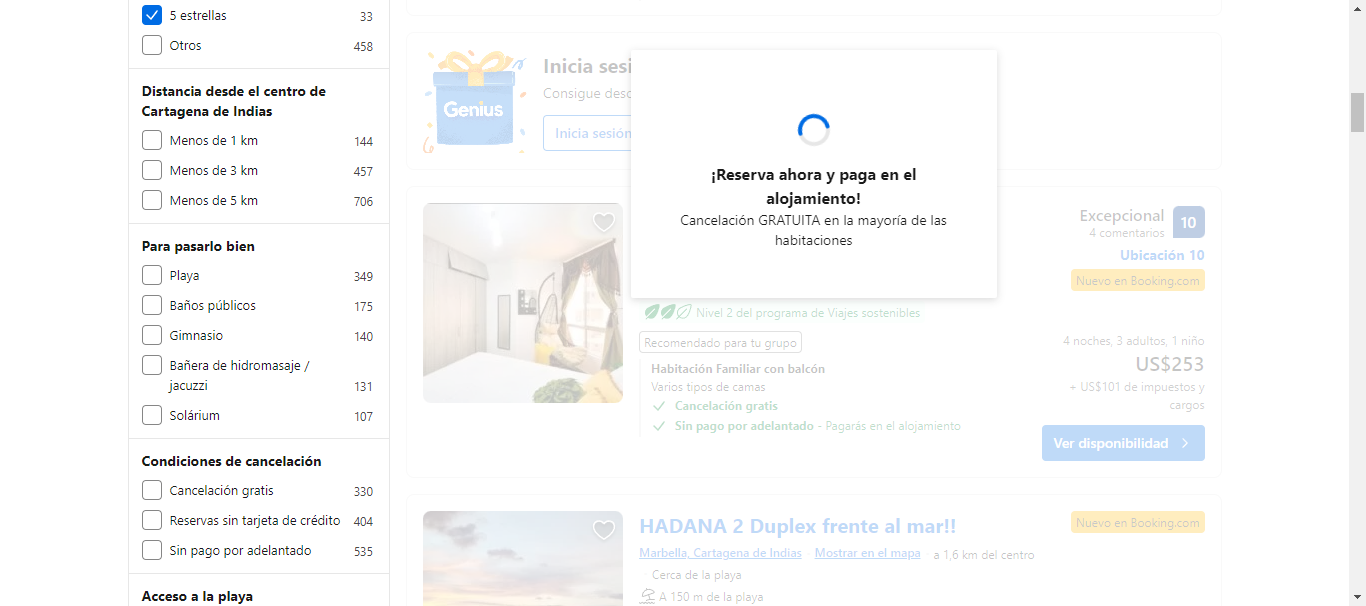 5 estrellas 33
Otros 458
Distancia desde el centro de
Cartagena de Indias
Menos de 1 km 144
Menos de 3 km 457
Menos de 5 km 706
Para pasarlo bien
Playa 349
Baños públicos 175
Gimnasio 140
Bañera de hidromasaje /
jacuzzi 131
Solárium 107
Condiciones de cancelación
Cancelación gratis 330
Reservas sin tarjeta de crédito 404
Sin pago por adelantado 535
Acceso a la playa
Genius
Inicia sesi
Consigue desc
Inicia sesión
¡Reserva ahora y paga en el
alojamiento!
Cancelación GRATUITA en la mayoría de las
habitaciones
Excepcional 10
4 comentarios
Ubicación 10
Nuevo en Booking.com
Nivel 2 del programa de Viajes sostenibles
Recomendado para tu grupo
Habitación Familiar con balcón
Varios tipos de camas
Cancelación gratis
Sin pago por adelantado - Pagarás en el alojamiento
4 noches, 3 adultos, 1 niño
US$253
+ US$101 de impuestos y
cargos
Ver disponibilidad
HADANA 2 Duplex frente al mar!!
Nuevo en Booking.com
Marbella, Cartagena de Indias Mostrar en el mapa a 1,6 km del centro
Cerca de la playa
A 150 m de la playa